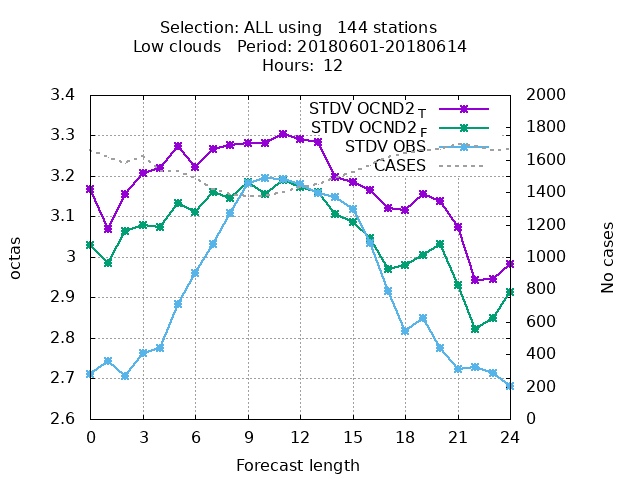 Selection: ALL using   144 stations
Low clouds   Period: 20180601-20180614
Hours:  12
STDV OCND2 T
STDV OCND2 F
STDV OBS
CASES
3.4
3.3
3.2
3.1
3
2.9
2.8
2.7
2.6
2000
1800
1600
1400
1200
1000
800
600
400
200
0
octas
No cases
0 3 6 9 12 15 18 21 24
Forecast length